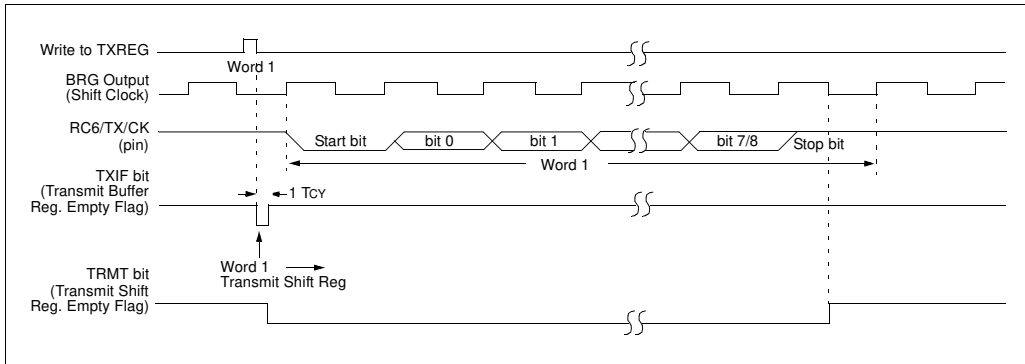 Write to TXREG
Word 1
BRG Output
(Shift Clock)
RC6/TX/CK
(pin)
Start bit
bit 0
bit 1
bit 7/8
Stop bit
Word 1
TXIF bit
(Transmit Buffer
Reg. Empty Flag)
1 TCY
Word 1
Transmit Shift Reg
TRMT bit
(Transmit Shift
Reg. Empty Flag)